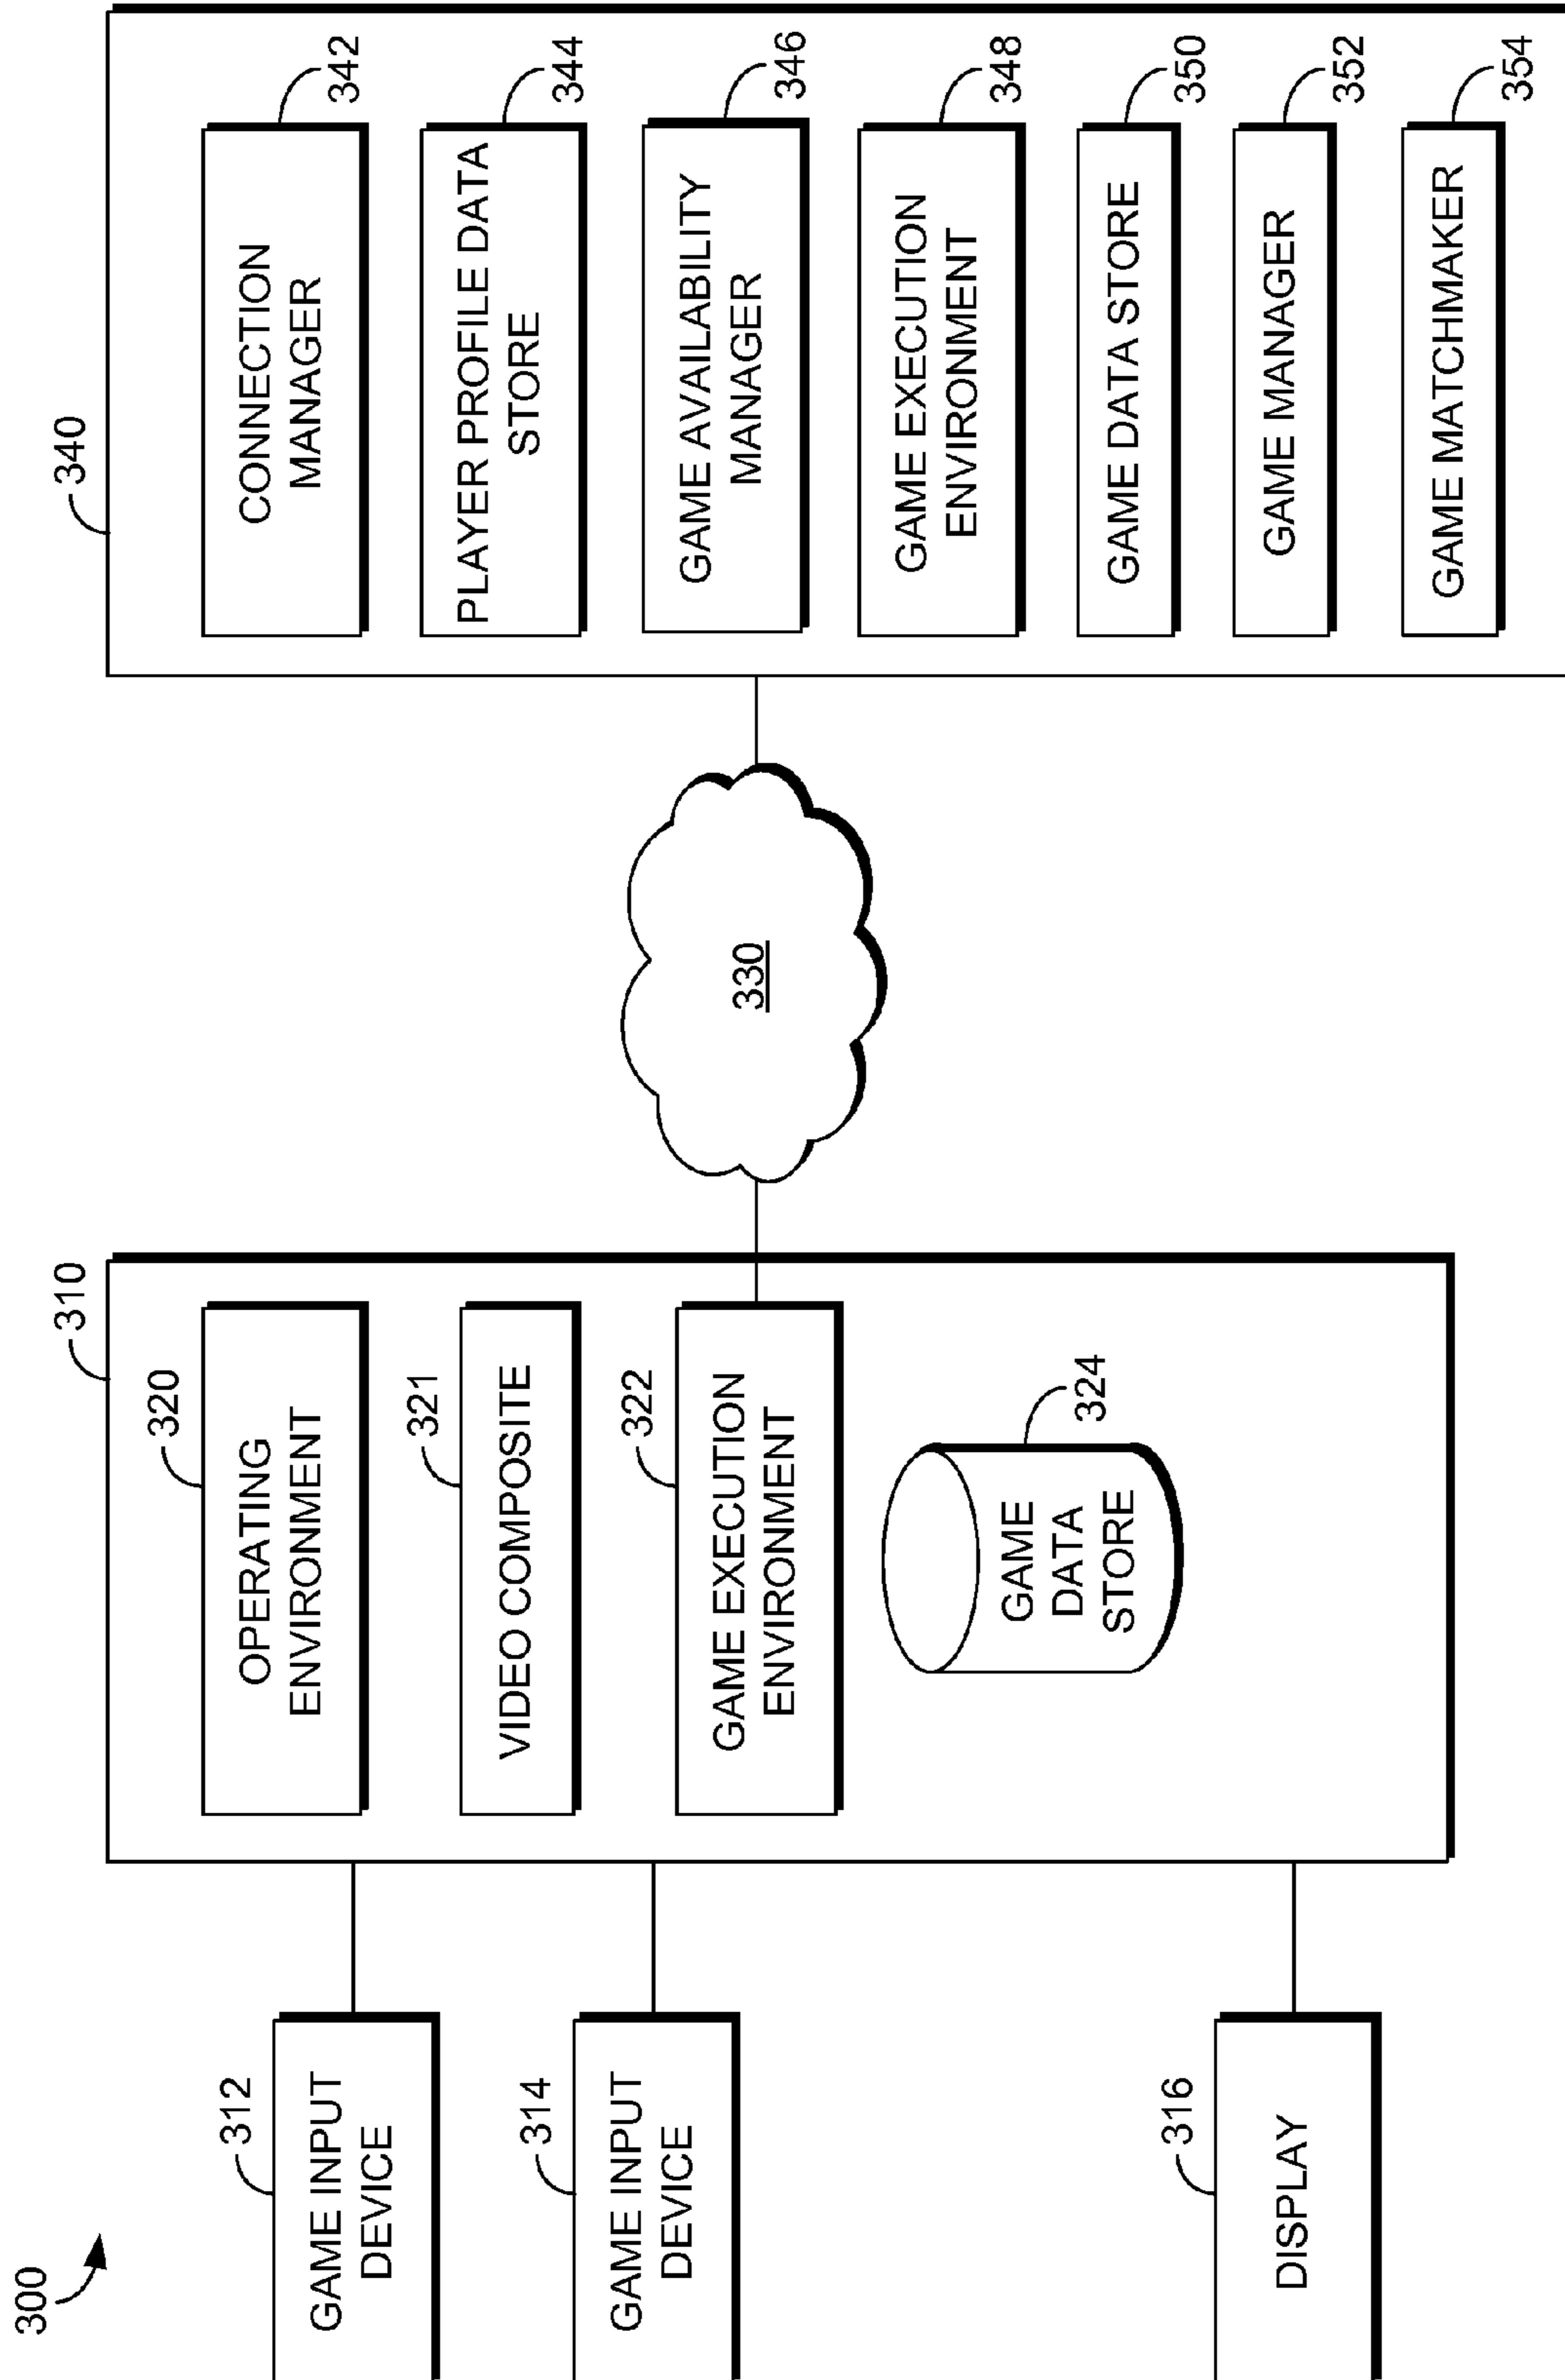 300
312
GAME INPUT
DEVICE
314
GAME INPUT
DEVICE
316
DISPLAY
310
320
OPERATING
ENVIRONMENT
321
VIDEO COMPOSITE
322
GAME EXECUTION
ENVIRONMENT
324
GAME
DATA
STORE
330
340
CONNECTION
MANAGER
342
PLAYER PROFILE DATA
STORE
344
GAME AVAILABILITY
MANAGER
346
GAME EXECUTION
ENVIRONMENT
348
GAME DATA STORE
350
GAME MANAGER
352
GAME MATCHMAKER
354